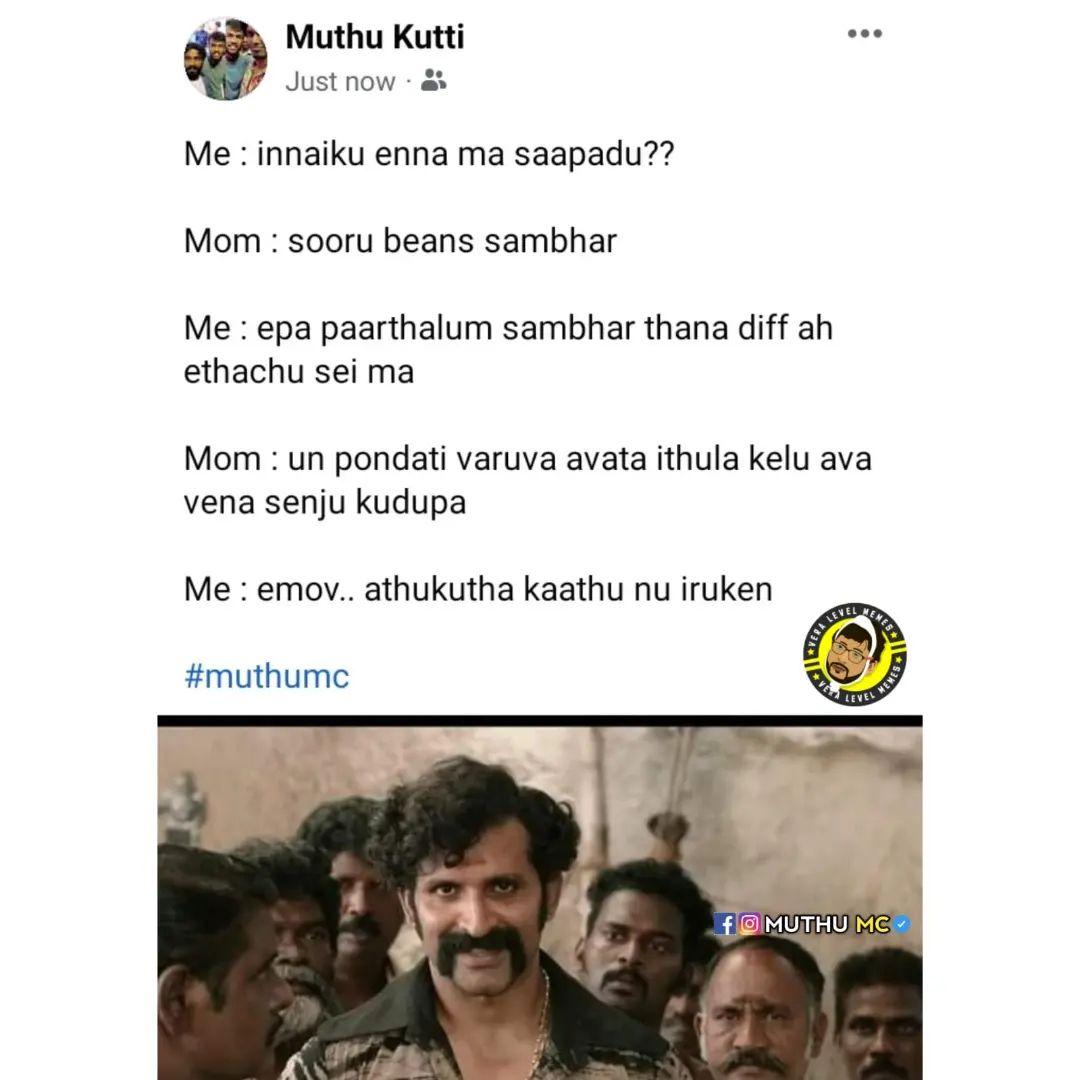 Muthu Kutti
Just now ·
Me : innaiku enna ma saapadu??
Mom : sooru beans sambhar
Me : epa paarthalum sambhar thana diff ah
ethachu sei ma
Mom : un pondati varuva avata ithula kelu ava
vena senju kudupa
Me : emov.. athukutha kaathu nu iruken
VERA LEVEL MEMES
VERA LEVEL MEMES
#muthumc
MUTHU MC